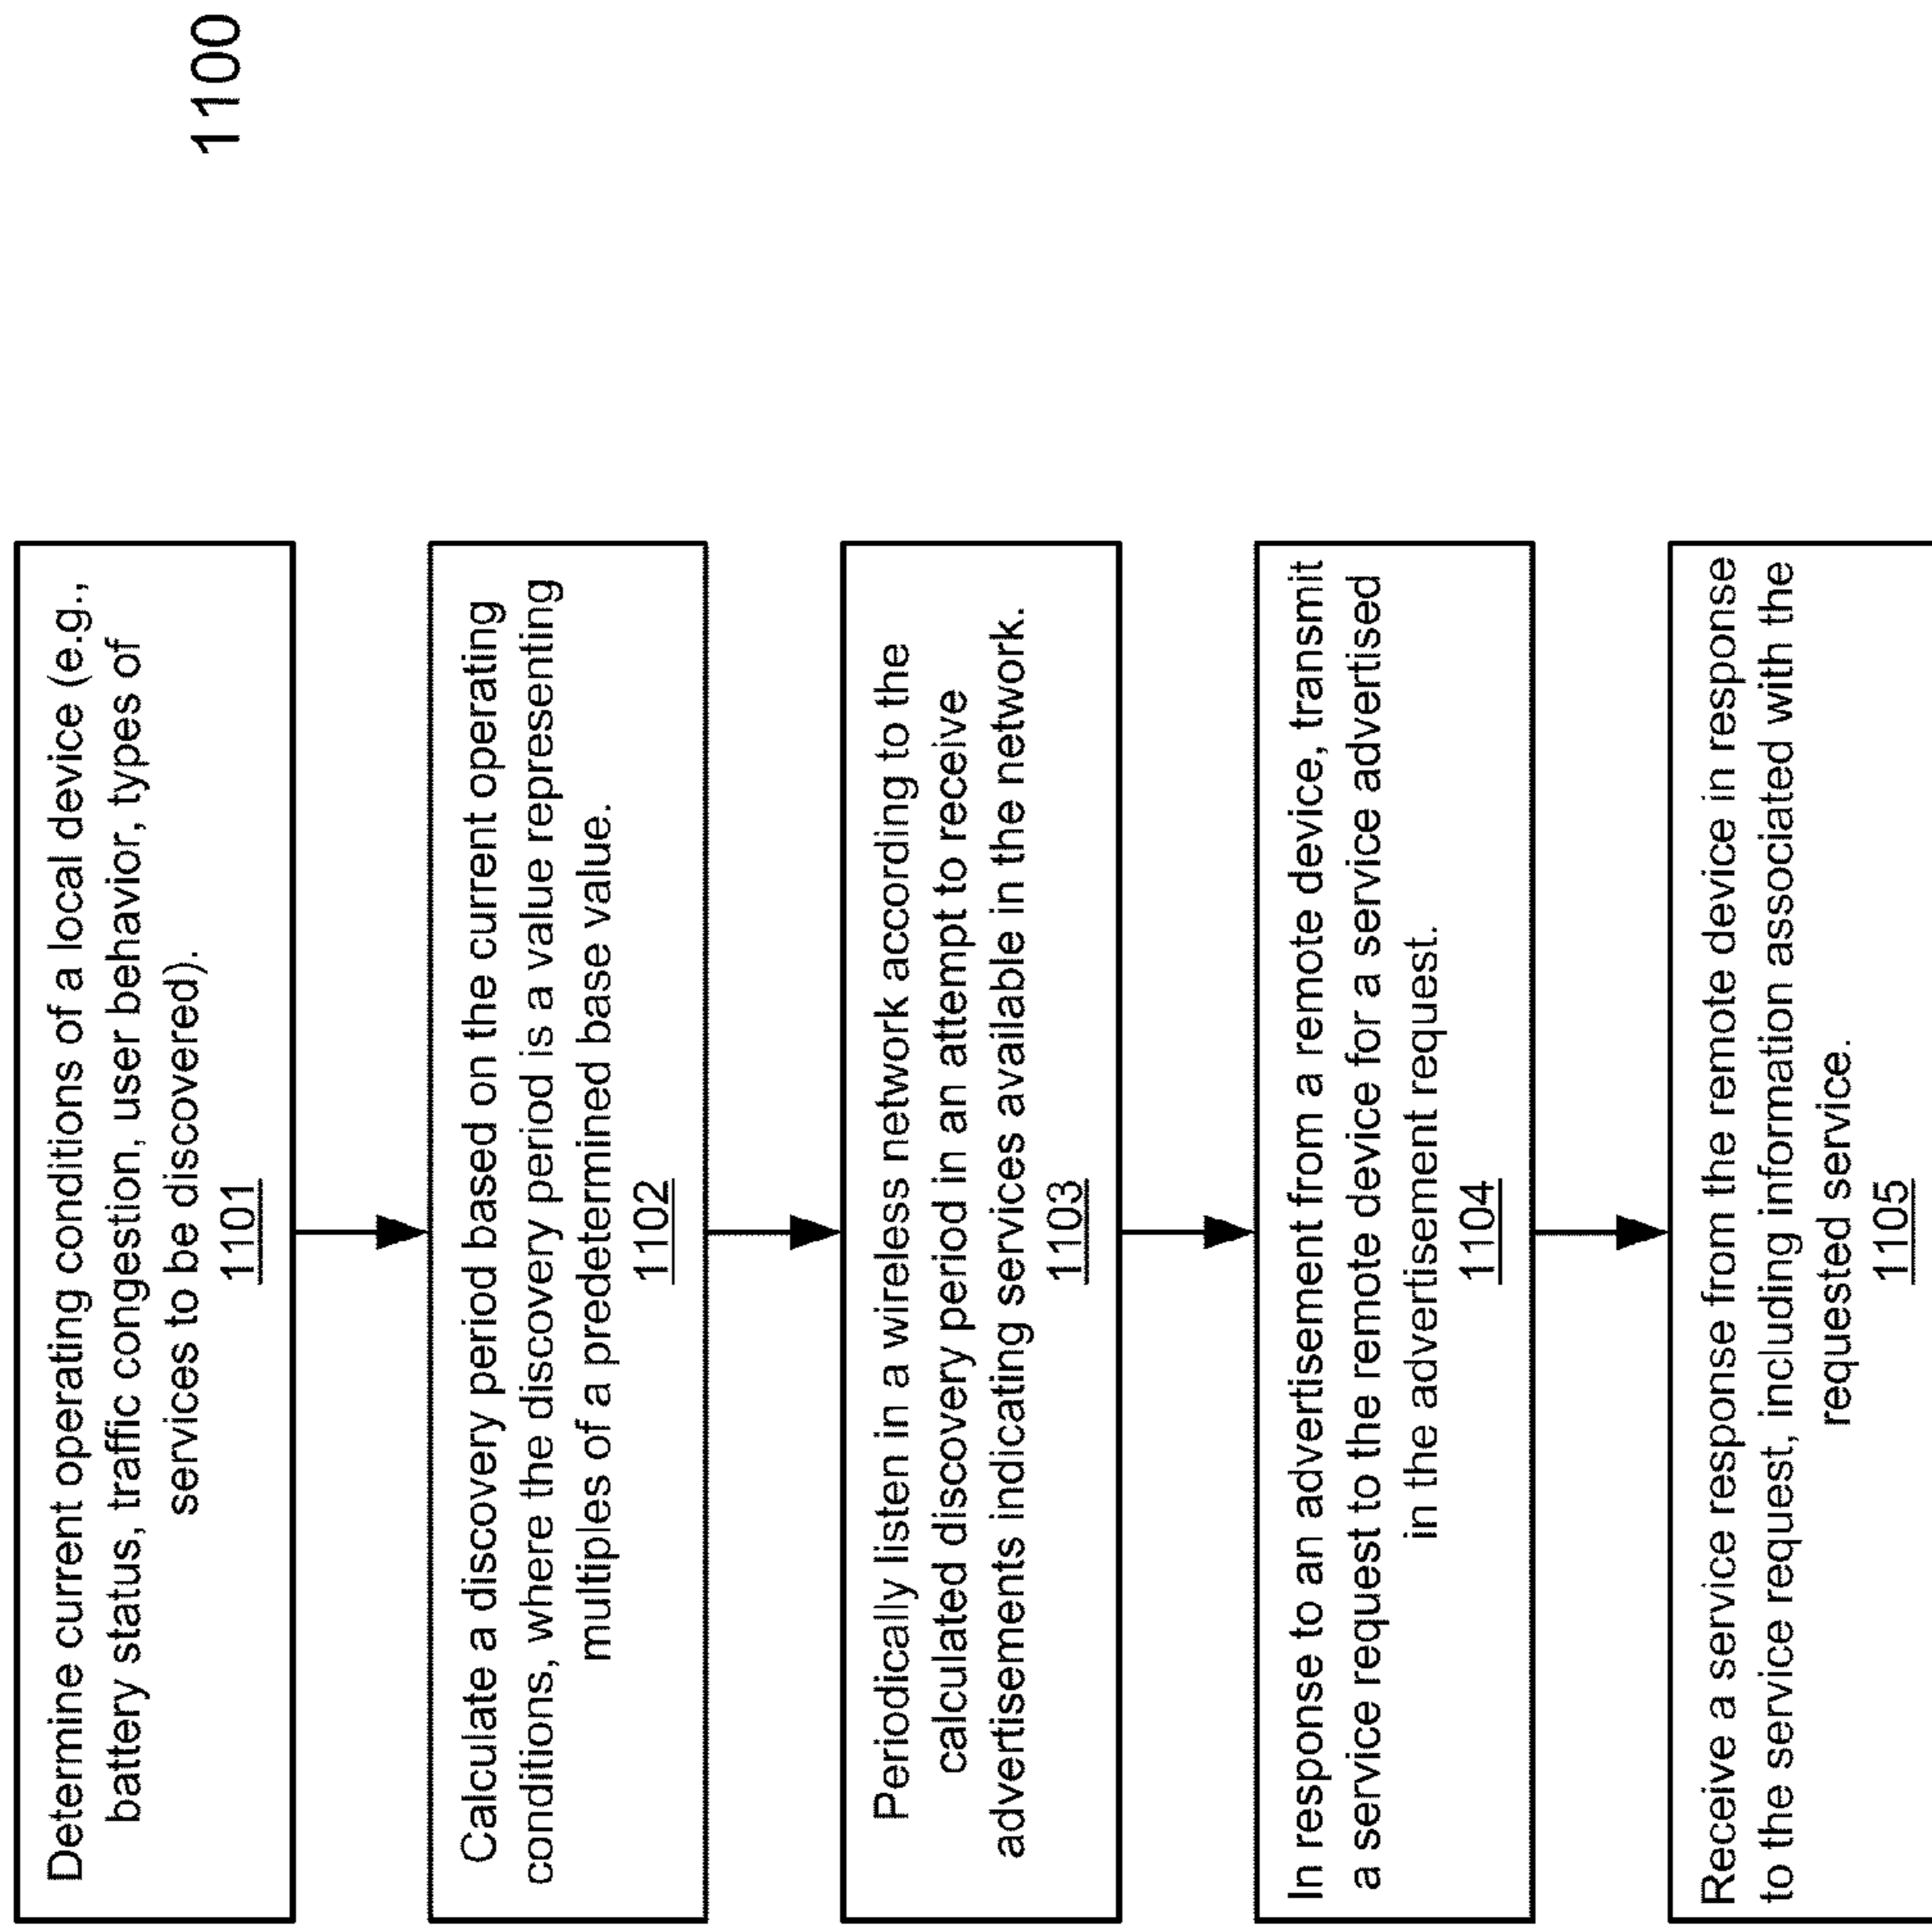 1100
Determine current operating conditions of a local device (e.g.,
battery status, traffic congestion, user behavior, types of
services to be discovered).
1101
Calculate a discovery period based on the current operating
conditions, where the discovery period is a value representing
multiples of a predetermined base value.
1102
Periodically listen in a wireless network according to the
calculated discovery period in an attempt to receive
advertisements indicating services available in the network.
1103
In response to an advertisement from a remote device, transmit
a service request to the remote device for a service advertised
in the advertisement request.
1104
Receive a service response from the remote device in response
to the service request, including information associated with the
requested service.
1105